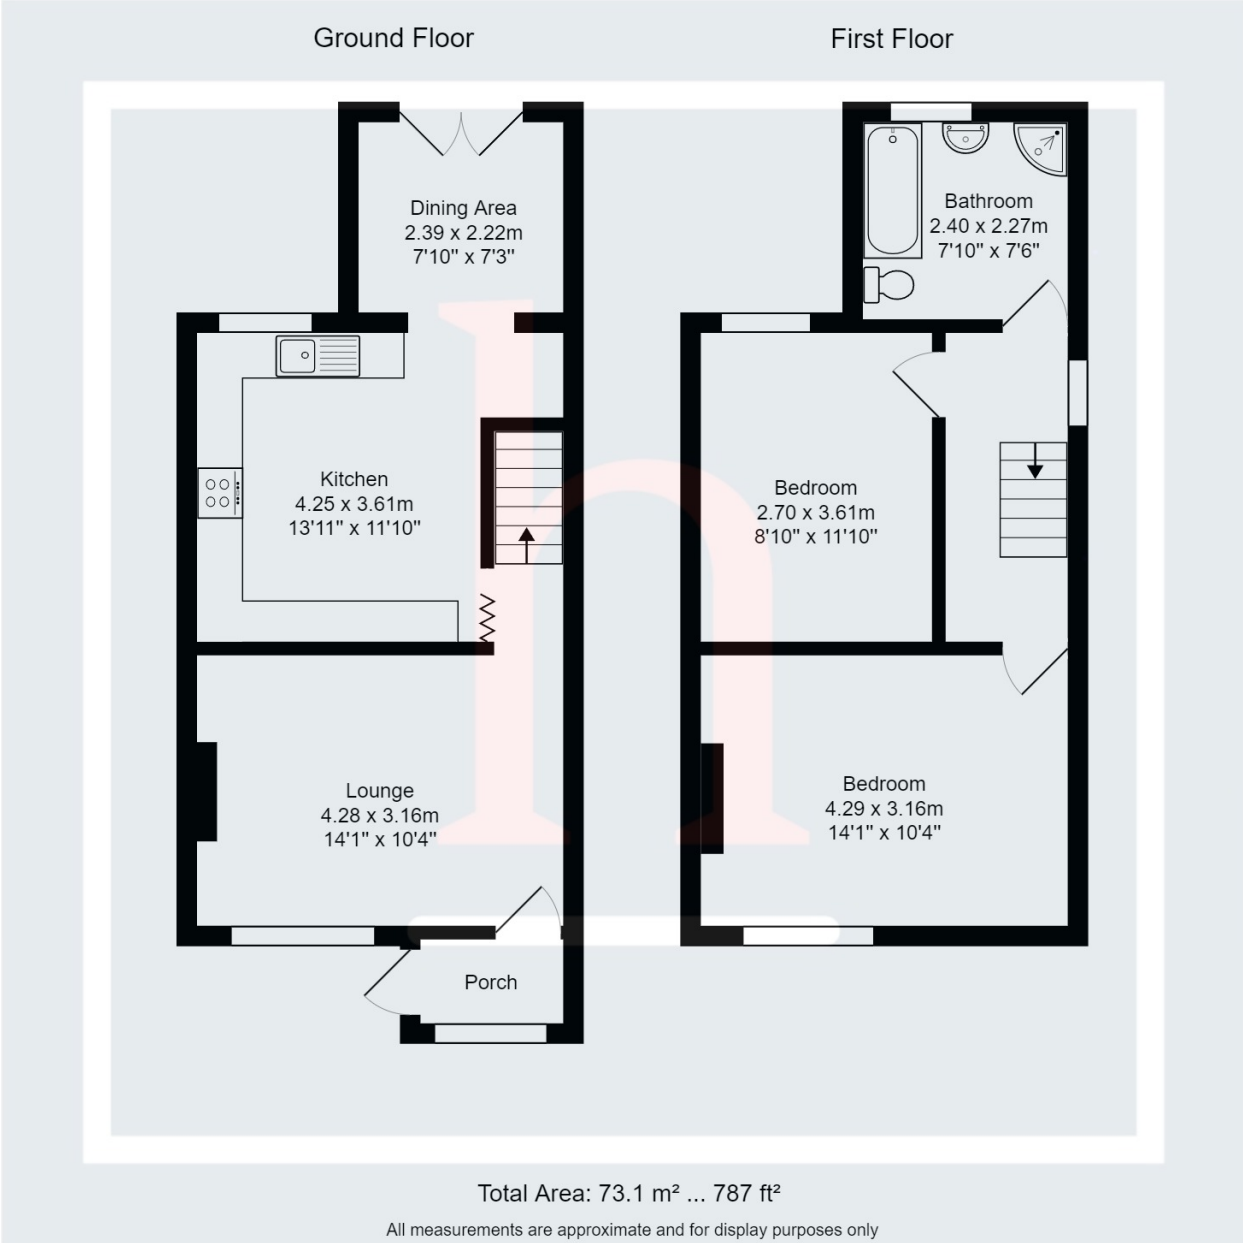 Ground Floor
First Floor
Dining Area
2.39 x 2.22m
7'10" x 7'3"
Bathroom
2.40 x 2.27m
7'10" x 7'6"
Kitchen
4.25 x 3.61m
13'11" x 11'10"
Bedroom
2.70 x 3.61m
8'10" x 11'10"
Lounge
4.28 x 3.16m
14'1" x 10'4"
Bedroom
4.29 x 3.16m
14'1" x 10'4"
Porch
Total Area: 73.1 m² ... 787 ft²
All measurements are approximate and for display purposes only
h